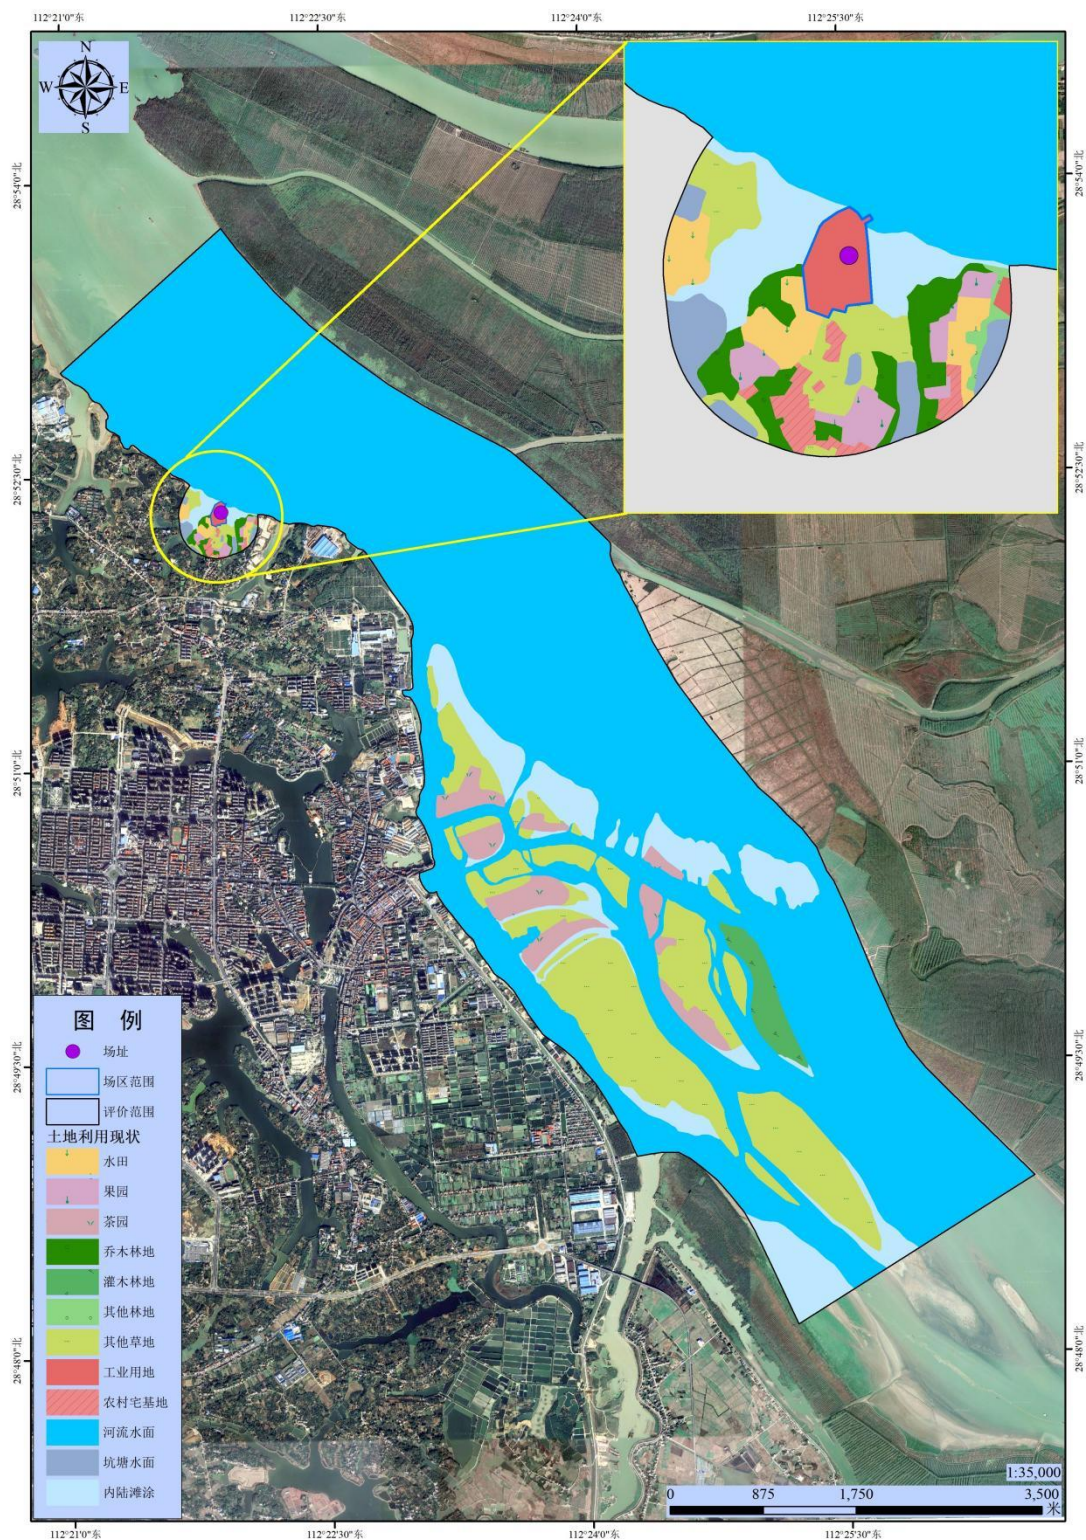 112°21'0"东 112°22'30"东 112°24'0"东 112°25'30"东
N
W E
S
28°54'0"北 28°54'0"北
28°52'30"北 28°52'30"北
28°51'0"北 28°51'0"北
28°49'30"北 28°49'30"北
28°48'0"北 28°48'0"北
图 例
场址
场区范围
评价范围
土地利用现状
水田
果园
茶园
乔木林地
灌木林地
其他林地
其他草地
工业用地
农村宅基地
河流水面
坑塘水面
内陆滩涂
1:35,000
0 875 1,750 3,500
米
112°21'0"东 112°22'30"东 112°24'0"东 112°25'30"东